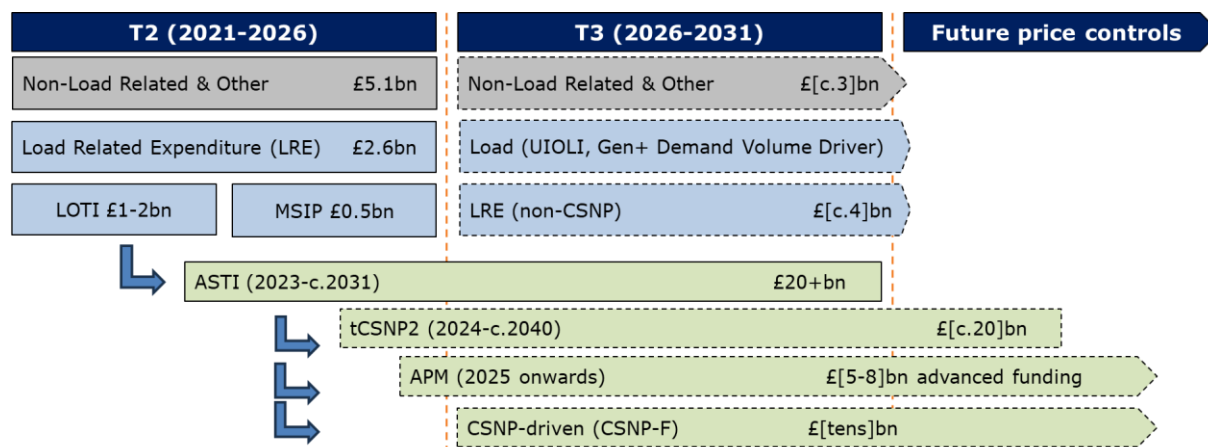 T2 (2021-2026) T3 (2026-2031) Future price controls
Non-Load Related & Other £5.1bn Non-Load Related & Other £[c.3]bn
Load Related Expenditure (LRE) £2.6bn Load (UIOLI, Gen+ Demand Volume Driver)
LOTI £1-2bn MSIP £0.5bn LRE (non-CSNP) £[c.4]bn
ASTI (2023-c.2031) £20+bn
tCSNP2 (2024-c.2040) £[c.20]bn
APM (2025 onwards) £[5-8]bn advanced funding
CSNP-driven (CSNP-F) £[tens]bn